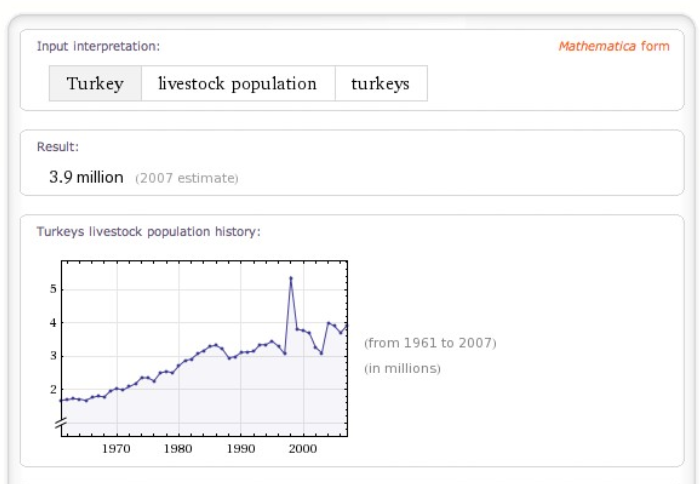 Input interpretation:
Mathematica form
Turkey livestock population turkeys
Result:
3.9 million (2007 estimate)
Turkeys livestock population history:
5
4
3
2
1970 1980 1990 2000
(from 1961 to 2007)
(in millions)